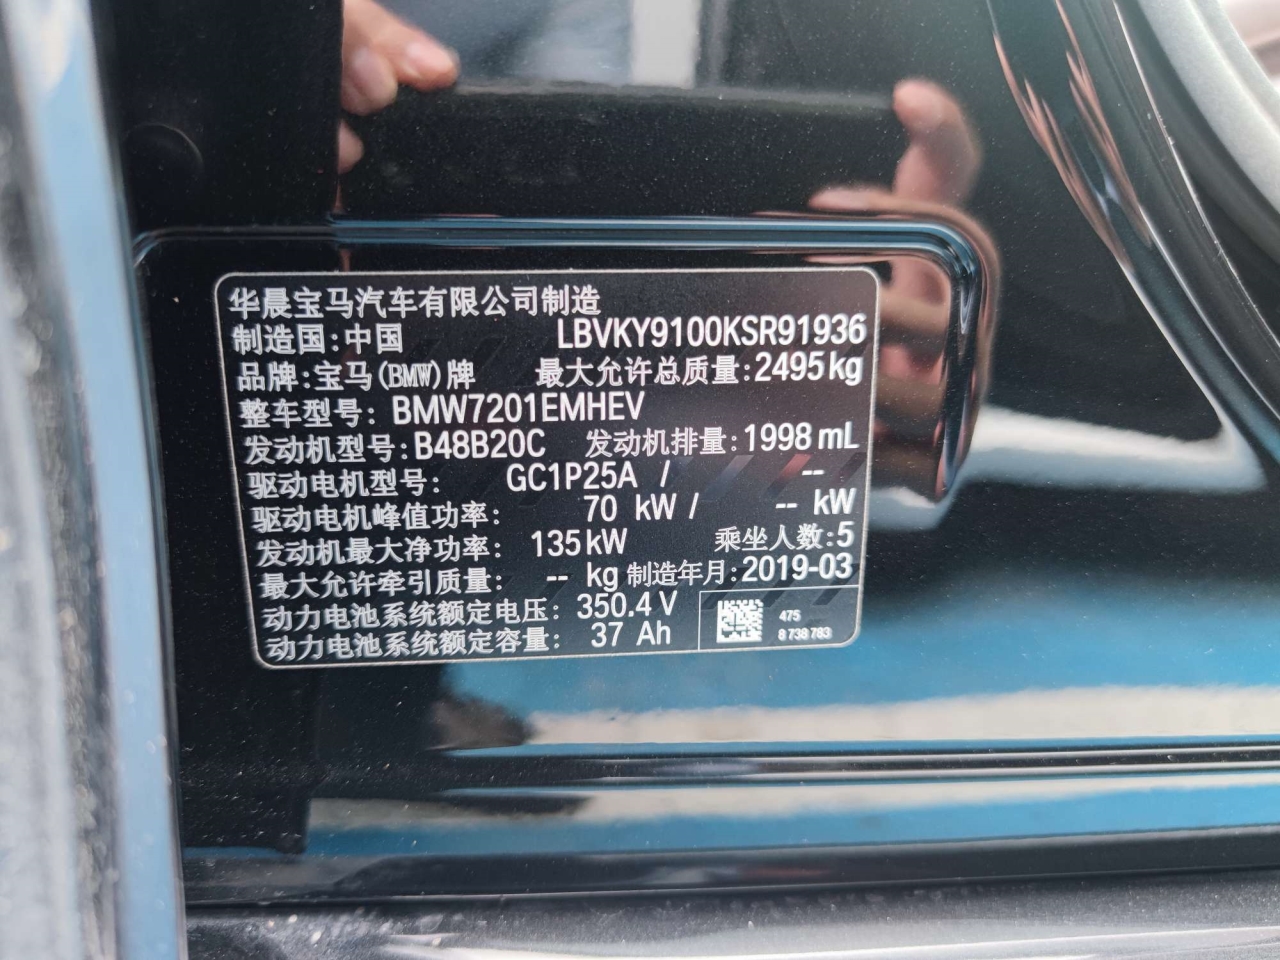 华晨宝马汽车有限公司制造
制造国:中国 LBVKY9100KSR91936
品牌:宝马(BMW)牌 最大允许总质量:2495kg
整车型号: BMW7201EMHEV
发动机型号:B48B20C 发动机排量:1998 mL
驱动电机型号: GC1P25A / --
驱动电机峰值功率: 70 kW / -- kW
发动机最大净功率: 135kW 乘坐人数:5
最大允许牵引质量: -- kg 制造年月:2019-03
动力电池系统额定电压: 350.4 V
动力电池系统额定容量: 37 Ah
475
8 738 783